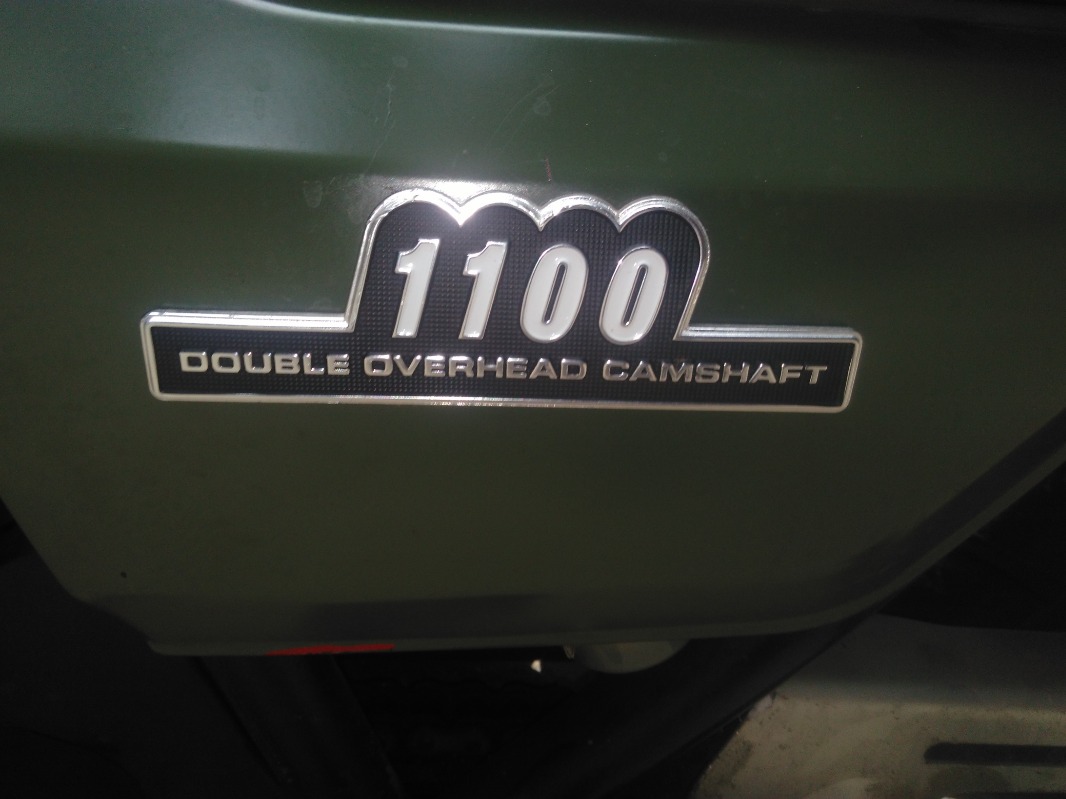 1100
DOUBLE OVERHEAD CAMSHAFT